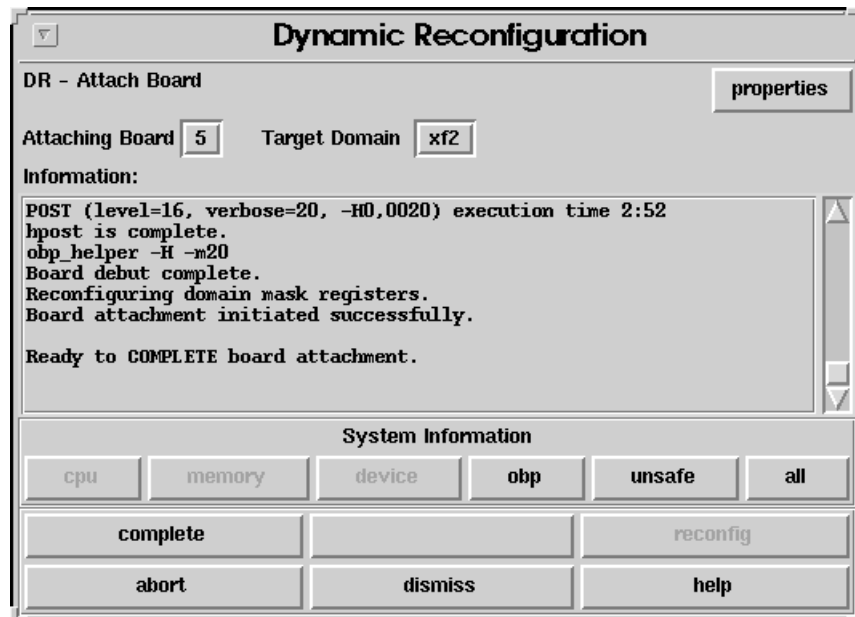 Dynamic Reconfiguration
DR - Attach Board
properties
Attaching Board 5 Target Domain xf2
Information:
POST (level=16, verbose=20, -H0,0020) execution time 2:52
hpost is complete.
obp_helper -H -m20
Board debut complete.
Reconfiguring domain mask registers.
Board attachment initiated successfully.
Ready to COMPLETE board attachment.
System Information
cpu memory device obp unsafe all
complete reconfig
abort dismiss help